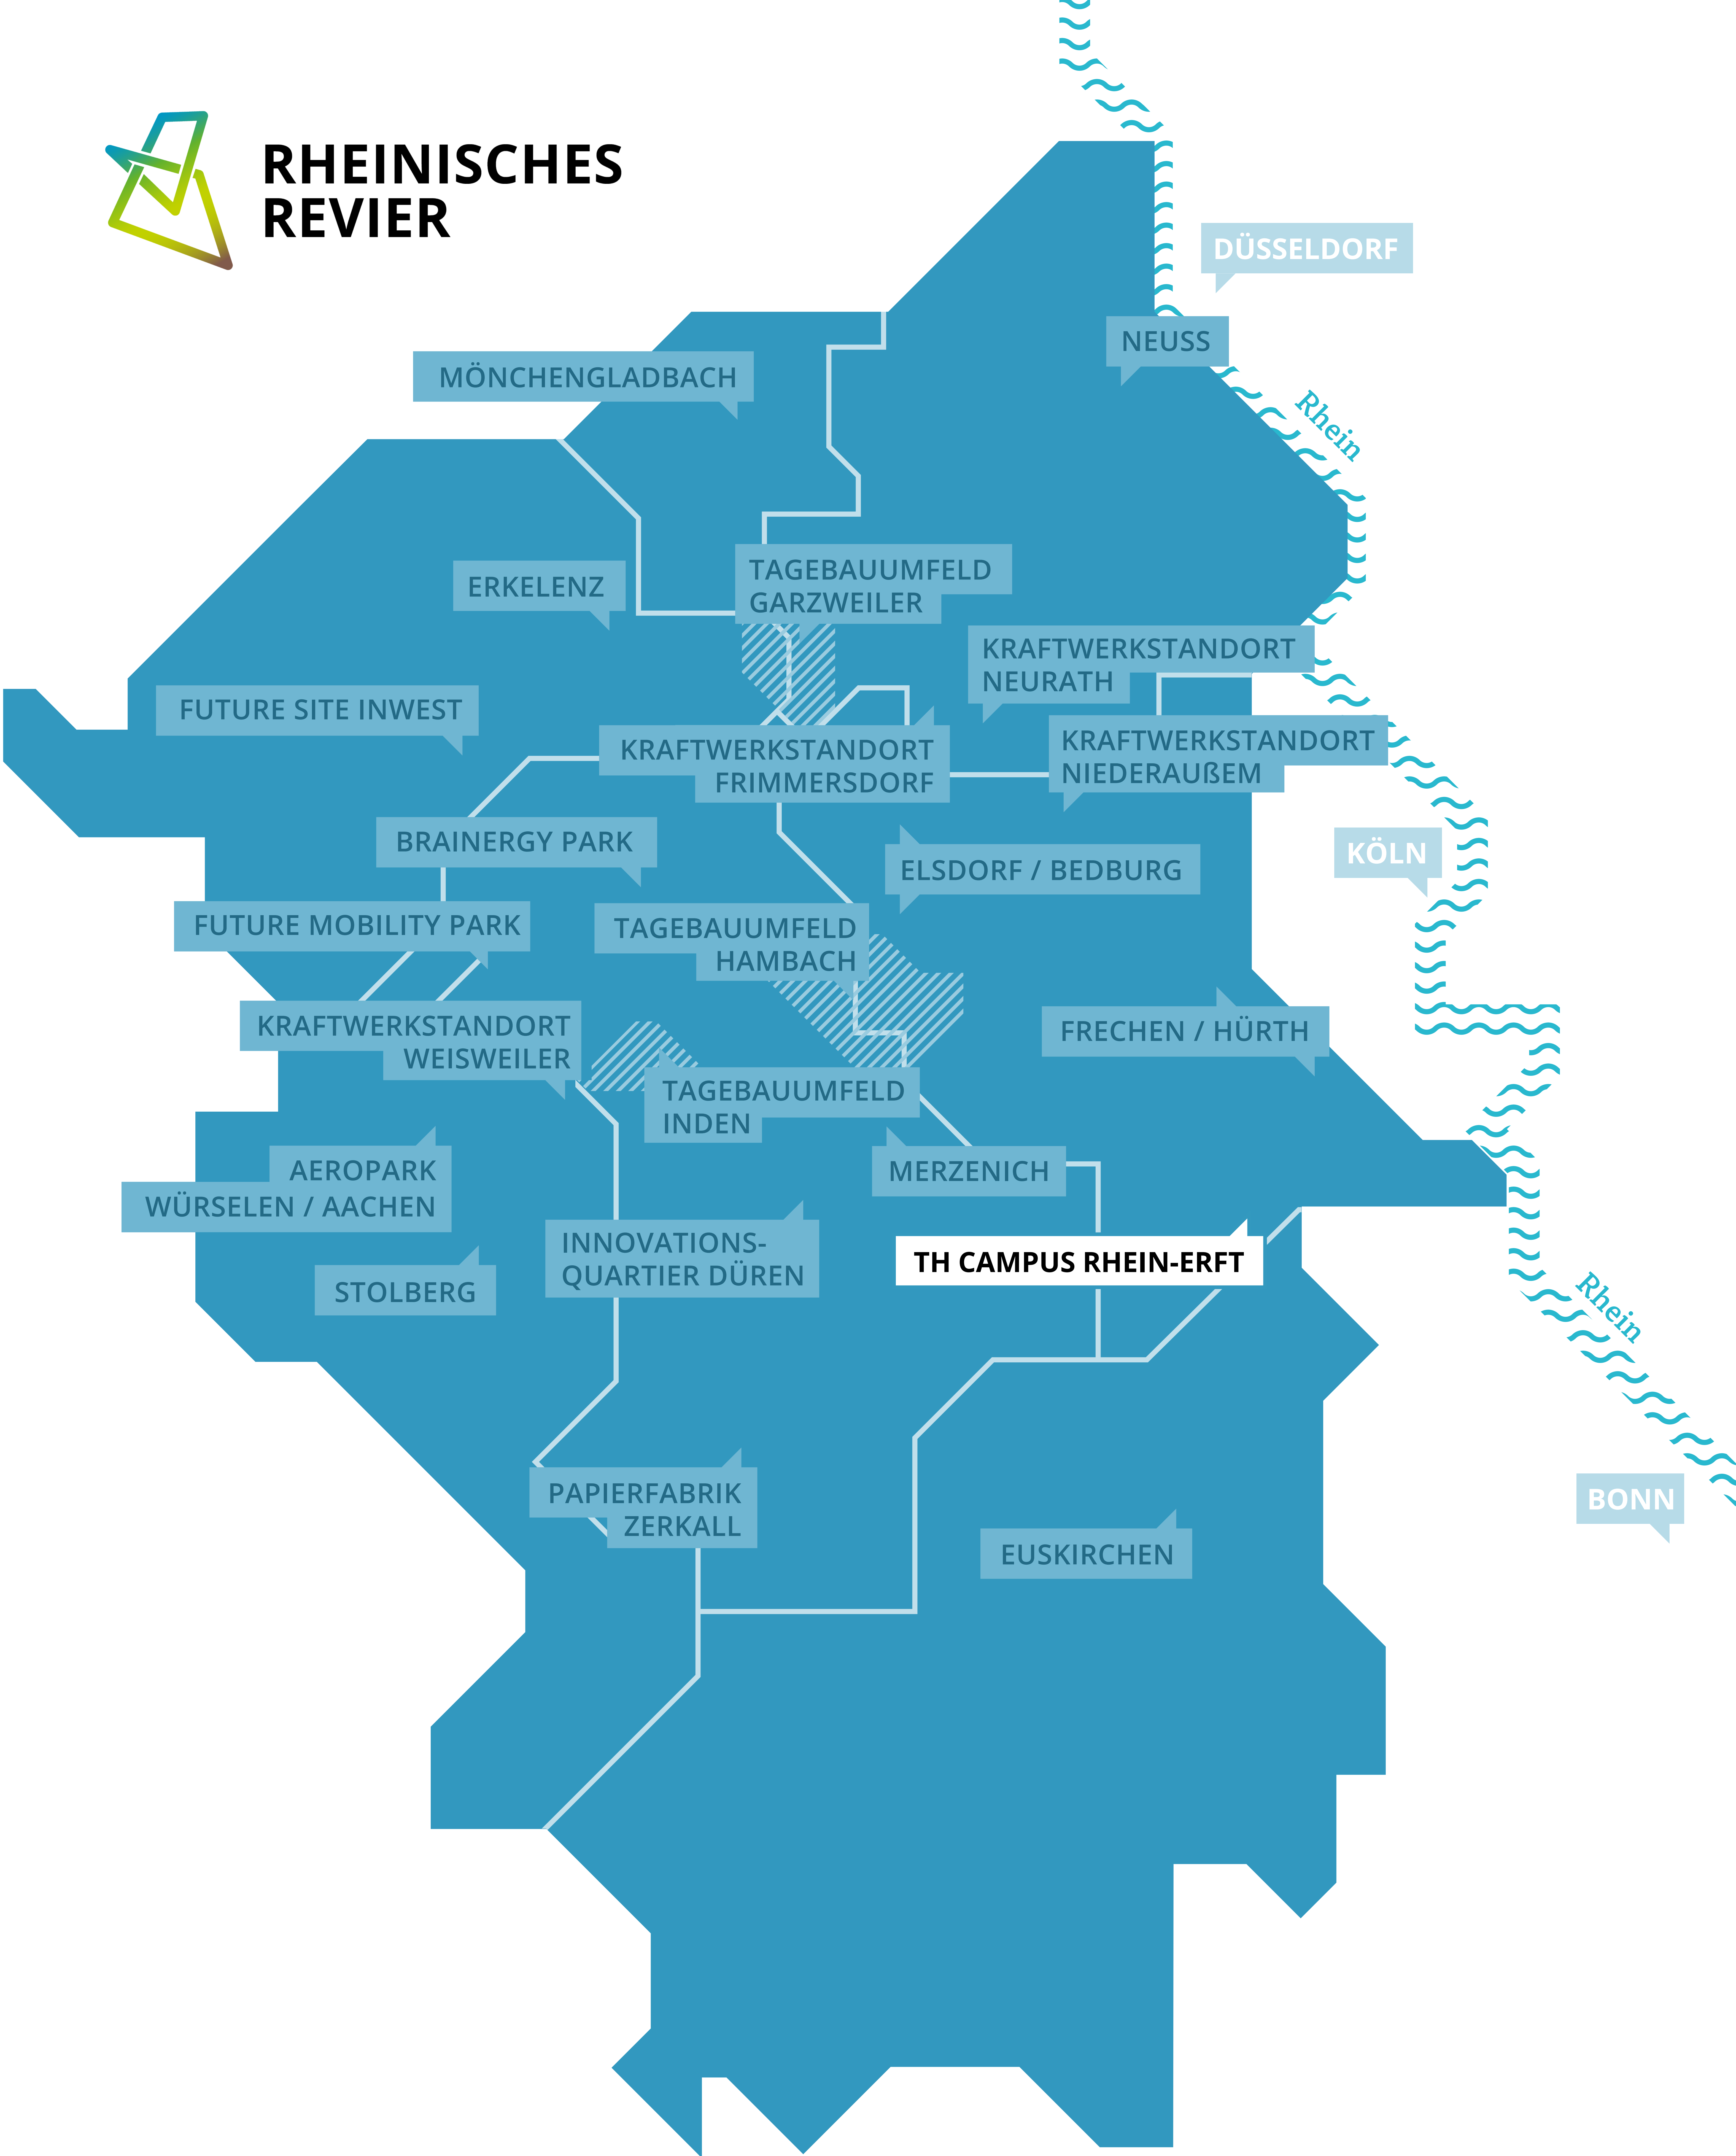 RHEINISCHES
REVIER
DÜSSELDORF
NEUSS
MÖNCHENGLADBACH
Rhein
ERKELENZ
TAGEBAUUMFELD
GARZWEILER
KRAFTWERKSTANDORT
NEURATH
FUTURE SITE INWEST
KRAFTWERKSTANDORT
FRIMMERSDORF
KRAFTWERKSTANDORT
NIEDERAUßEM
BRAINERGY PARK
ELSDORF / BEDBURG
KÖLN
FUTURE MOBILITY PARK
TAGEBAUUMFELD
HAMBACH
KRAFTWERKSTANDORT
WEISWEILER
FRECHEN / HÜRTH
TAGEBAUUMFELD
INDEN
AEROPARK
WÜRSELEN / AACHEN
MERZENICH
INNOVATIONS-
QUARTIER DÜREN
TH CAMPUS RHEIN-ERFT
STOLBERG
Rhein
PAPIERFABRIK
ZERKALL
BONN
EUSKIRCHEN